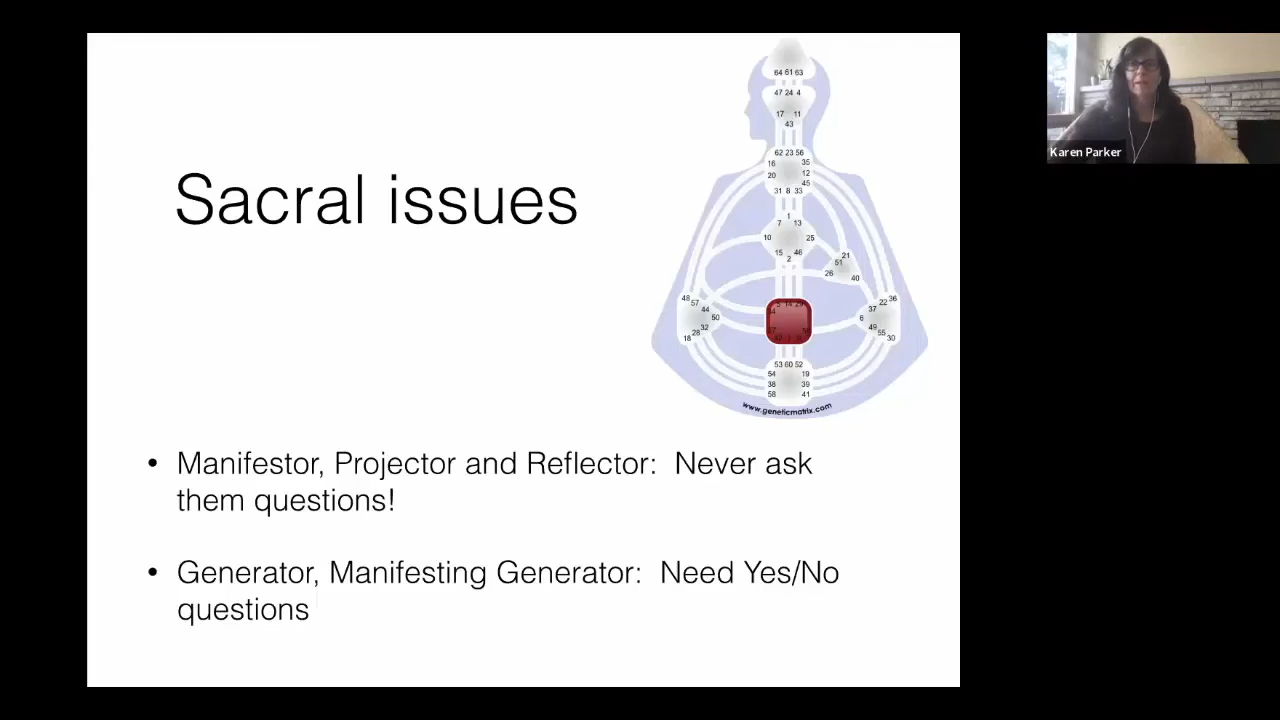 Sacral issues
64 61 63
47 24 4
17 11
43
62 23 56
16 35
20 12
45
31 8 33
1
7 13
10 25
15 46
2
21
51
26 40
48 57 44 50
32 28 18
36 22 37 6
49 55 30
53 60 52
54 19
38 39
58 41
www.geneticmatrix.com
• Manifestor, Projector and Reflector: Never ask
them questions!
• Generator, Manifesting Generator: Need Yes/No
questions
Karen Parker